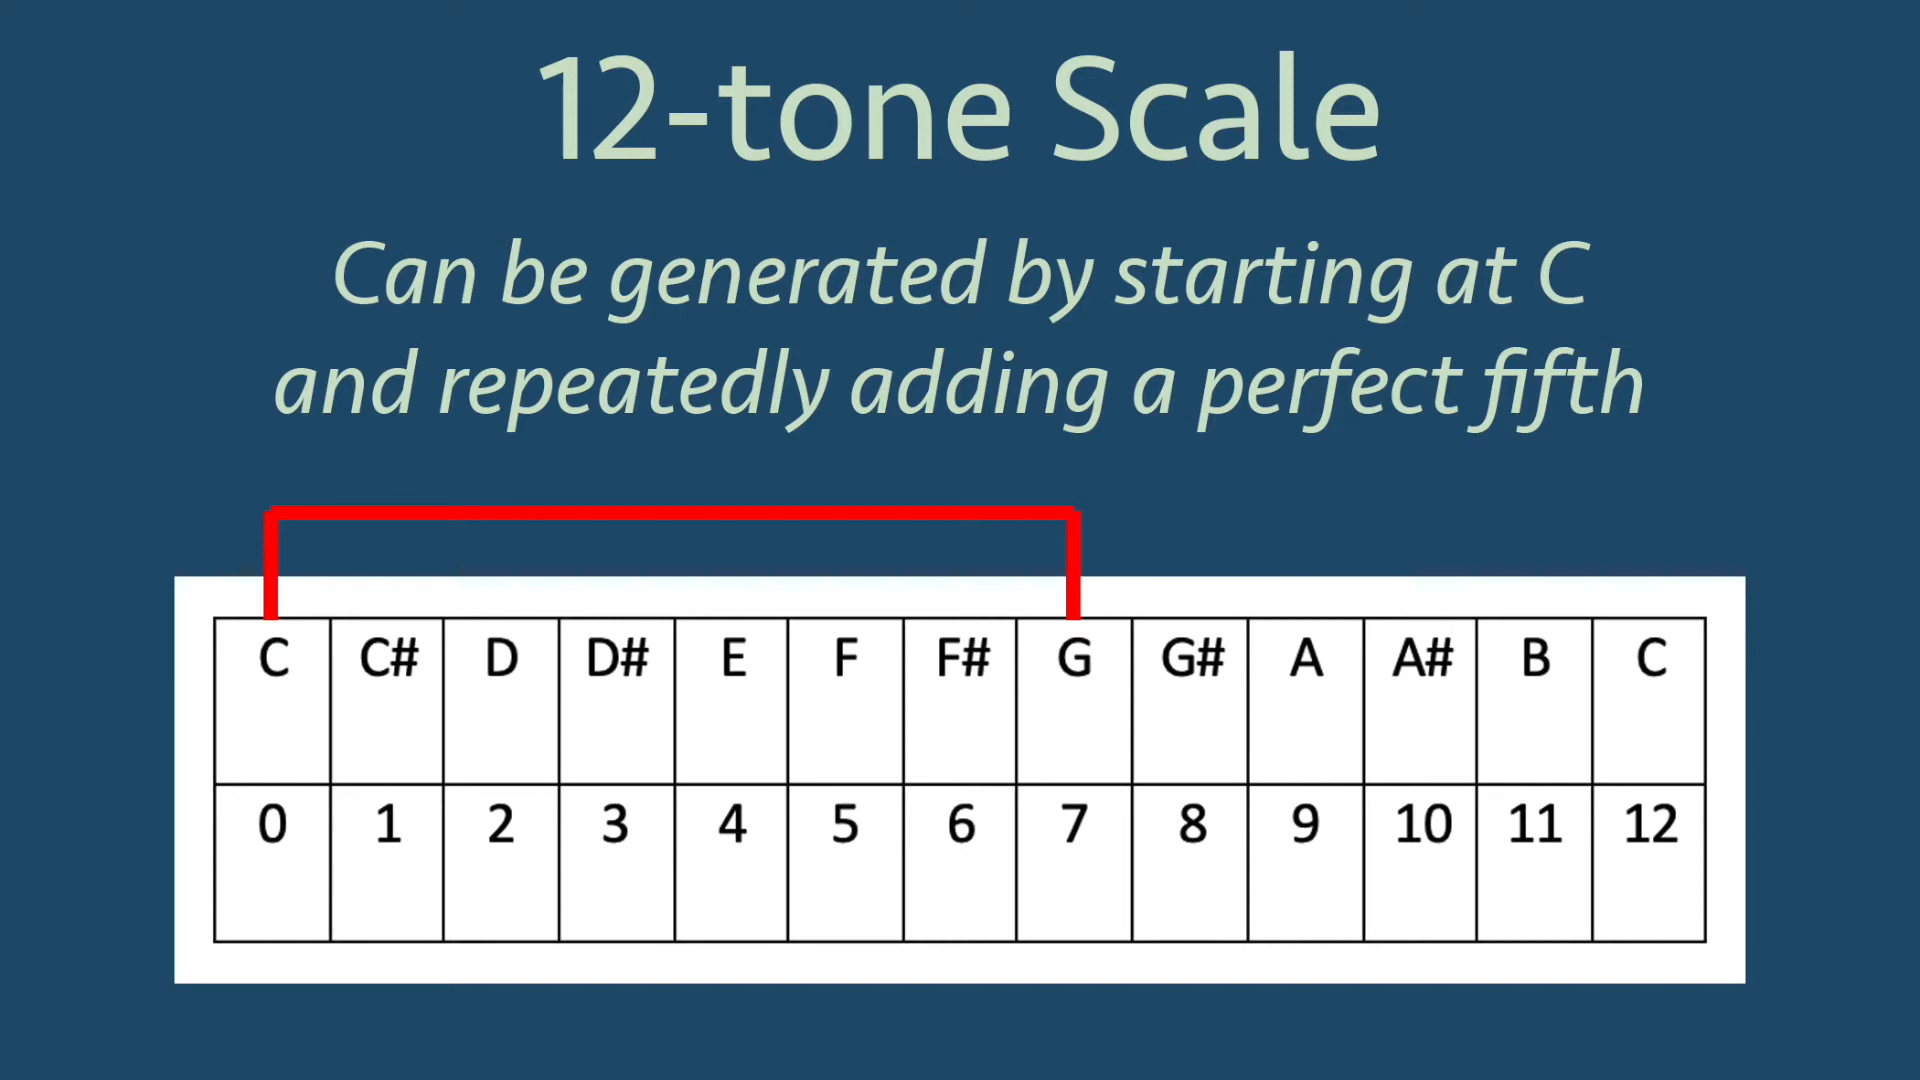 12-tone Scale
Can be generated by starting at C
and repeatedly adding a perfect fifth
C C# D D# E F F# G G# A A# B C
0 1 2 3 4 5 6 7 8 9 10 11 12